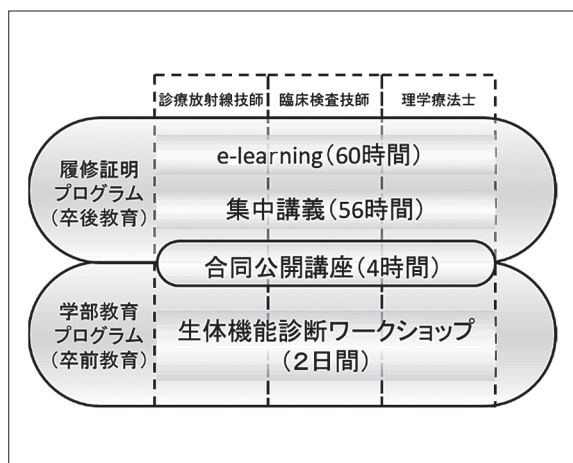 診療放射線技師 臨床検査技師 理学療法士
履修証明
プログラム
(卒後教育)
e-learning(60時間)
集中講義(56時間)
合同公開講座(4時間)
学部教育
プログラム
(卒前教育)
生体機能診断ワークショップ
(2日間)